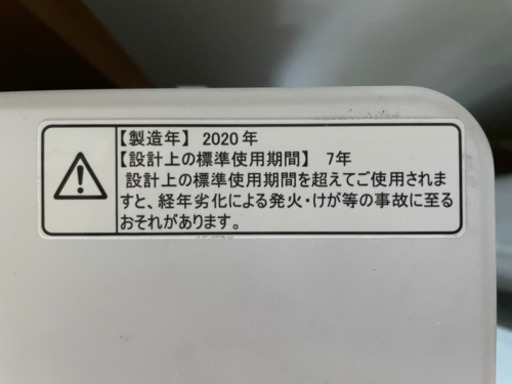 【製造年】 2020年
【設計上の標準使用期間】 7年
設計上の標準使用期間を超えてご使用されま
すと、経年劣化による発火・けが等の事故に至る
おそれがあります。